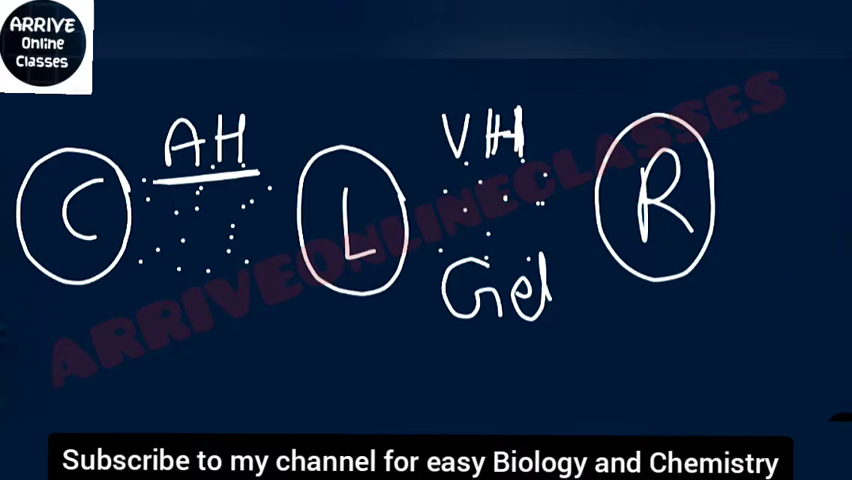 ARRIVE
Online
Classes
AH
VH
C
L
R
Gel
ARRIVEONLINECLASSES
Subscribe to my channel for easy Biology and Chemistry